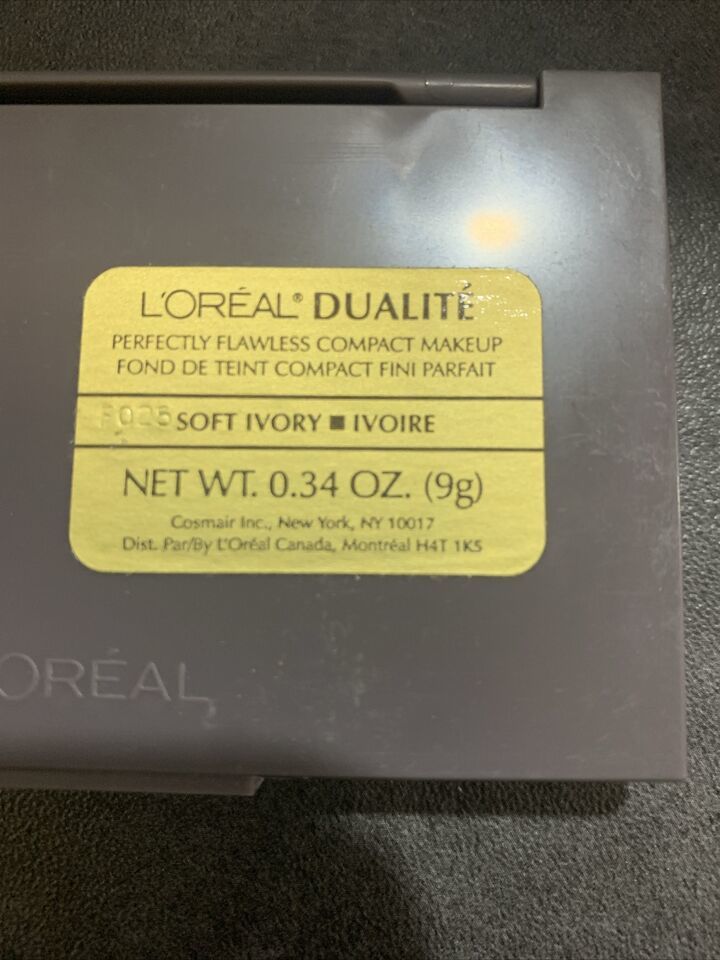 L'ORÉAL® DUALITÉ
PERFECTLY FLAWLESS COMPACT MAKEUP
FOND DE TEINT COMPACT FINI PARFAIT
SOFT IVORY ■ IVOIRE
NET WT. 0.34 OZ. (9g)
Cosmair Inc., New York, NY 10017
Dist. Par/By L'Oréal Canada, Montréal H4T 1K5
ORÉAL